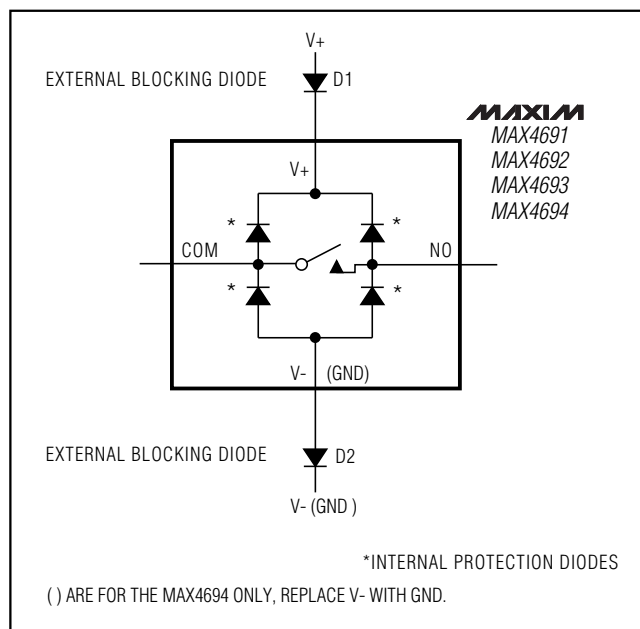 V+
EXTERNAL BLOCKING DIODE
D1
MAXIM
MAX4691
MAX4692
MAX4693
MAX4694
V+
*
*
COM
NO
*
*
V- (GND)
EXTERNAL BLOCKING DIODE
D2
V- (GND )
*INTERNAL PROTECTION DIODES
( ) ARE FOR THE MAX4694 ONLY, REPLACE V- WITH GND.